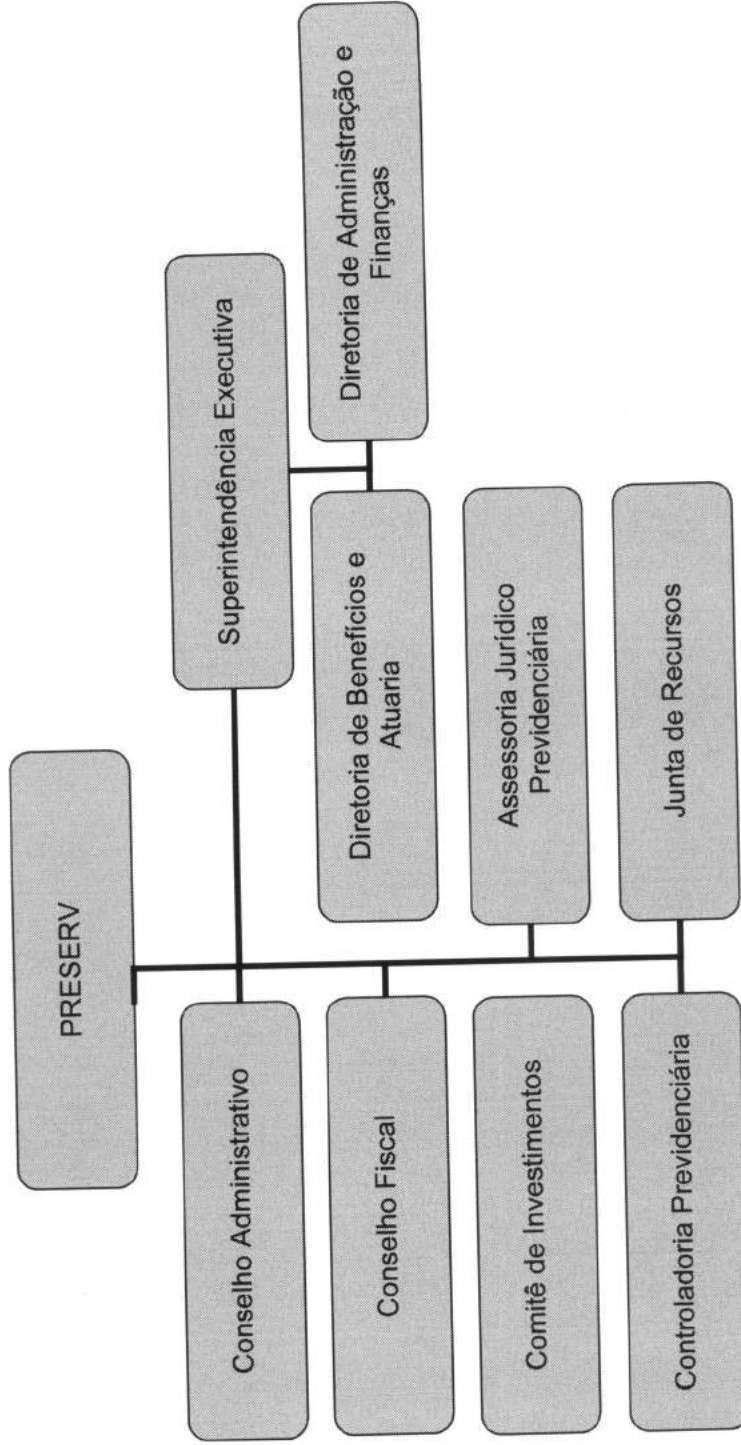 PRESERV
Conselho Administrativo
Superintendência Executiva
Conselho Fiscal
Diretoria de Benefícios e
Atuaria
Diretoria de Administração e
Finanças
Comitê de Investimentos
Assessoria Jurídico
Previdenciária
Controladoria Previdenciária
Junta de Recursos